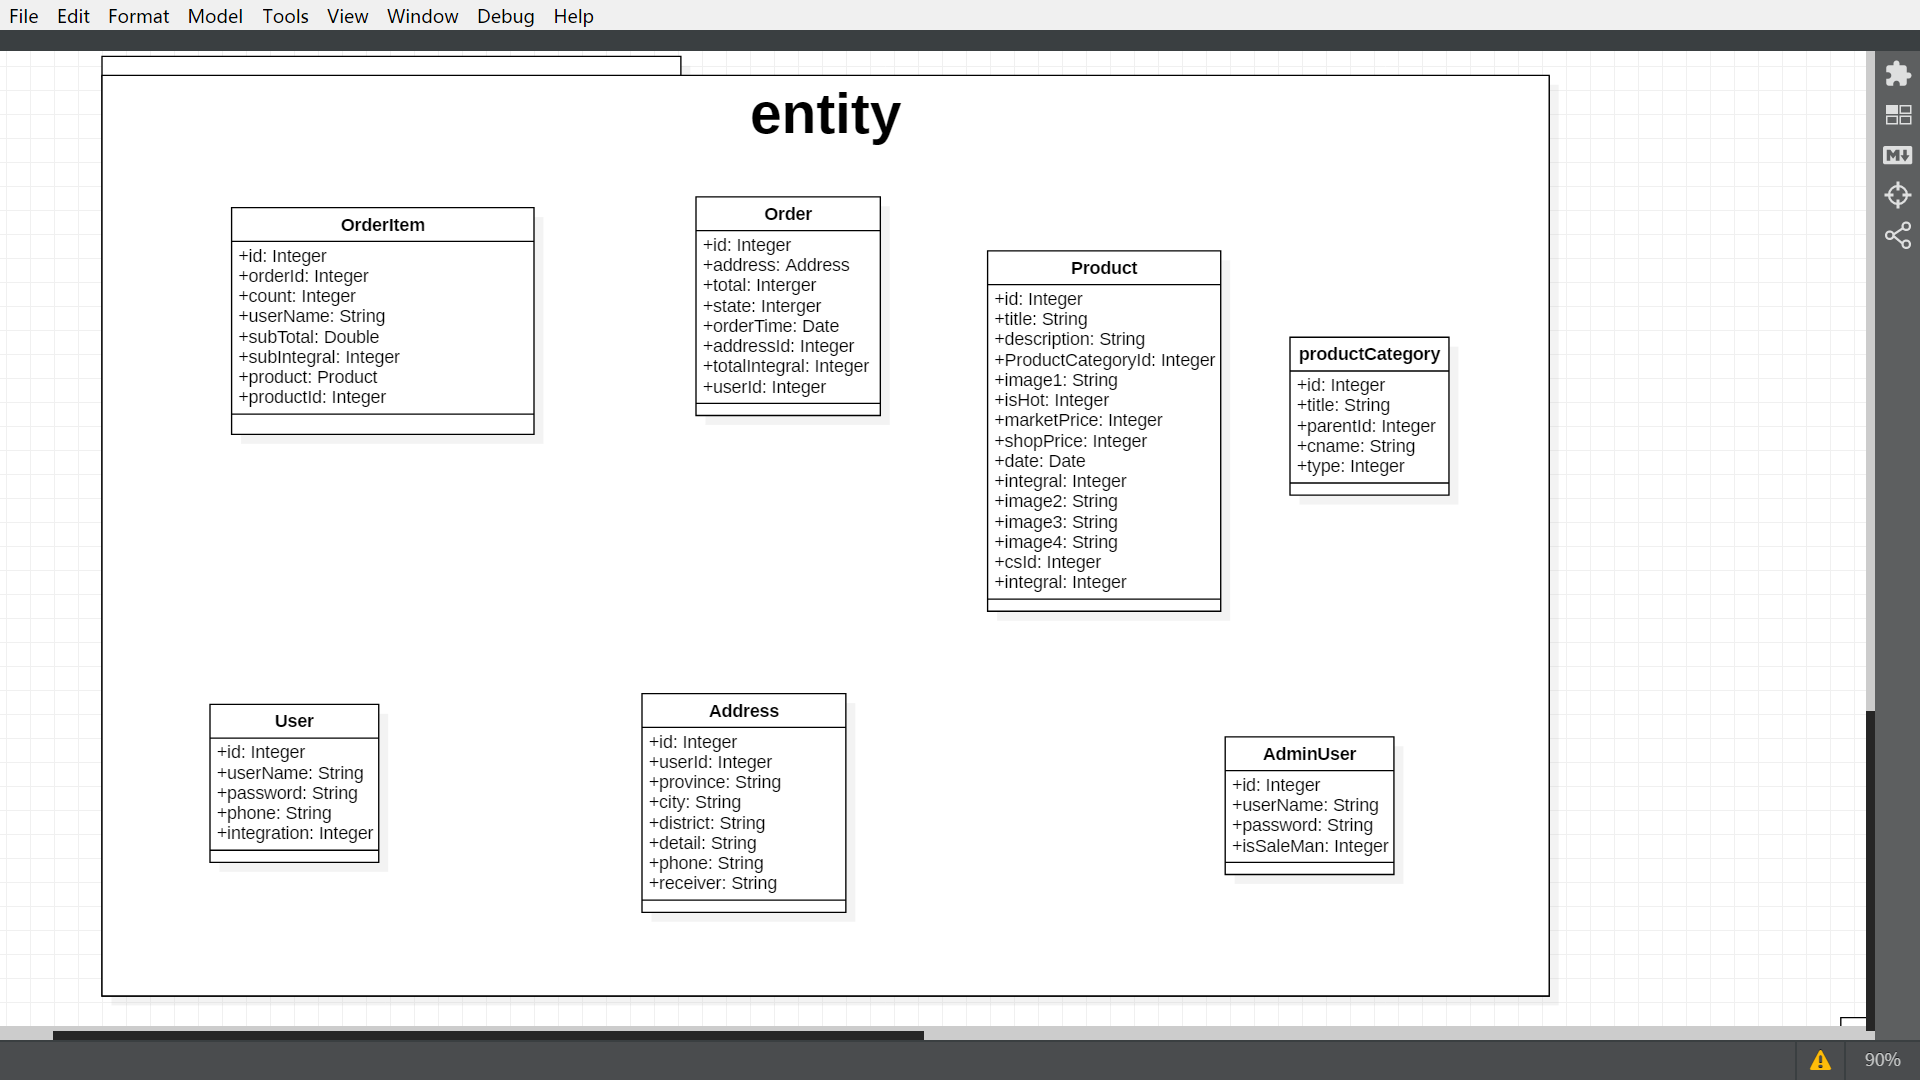 File Edit Format Model Tools View Window Debug Help
entity
OrderItem
+id: Integer
+orderId: Integer
+count: Integer
+userName: String
+subTotal: Double
+subIntegral: Integer
+product: Product
+productId: Integer
Order
+id: Integer
+address: Address
+total: Interger
+state: Interger
+orderTime: Date
+addressId: Integer
+totalIntegral: Integer
+userId: Integer
Product
+id: Integer
+title: String
+description: String
+ProductCategoryId: Integer
+image1: String
+isHot: Integer
+marketPrice: Integer
+shopPrice: Integer
+date: Date
+integral: Integer
+image2: String
+image3: String
+image4: String
+csId: Integer
+integral: Integer
productCategory
+id: Integer
+title: String
+parentId: Integer
+cname: String
+type: Integer
User
+id: Integer
+userName: String
+password: String
+phone: String
+integration: Integer
Address
+id: Integer
+userId: Integer
+province: String
+city: String
+district: String
+detail: String
+phone: String
+receiver: String
AdminUser
+id: Integer
+userName: String
+password: String
+isSaleMan: Integer
90%